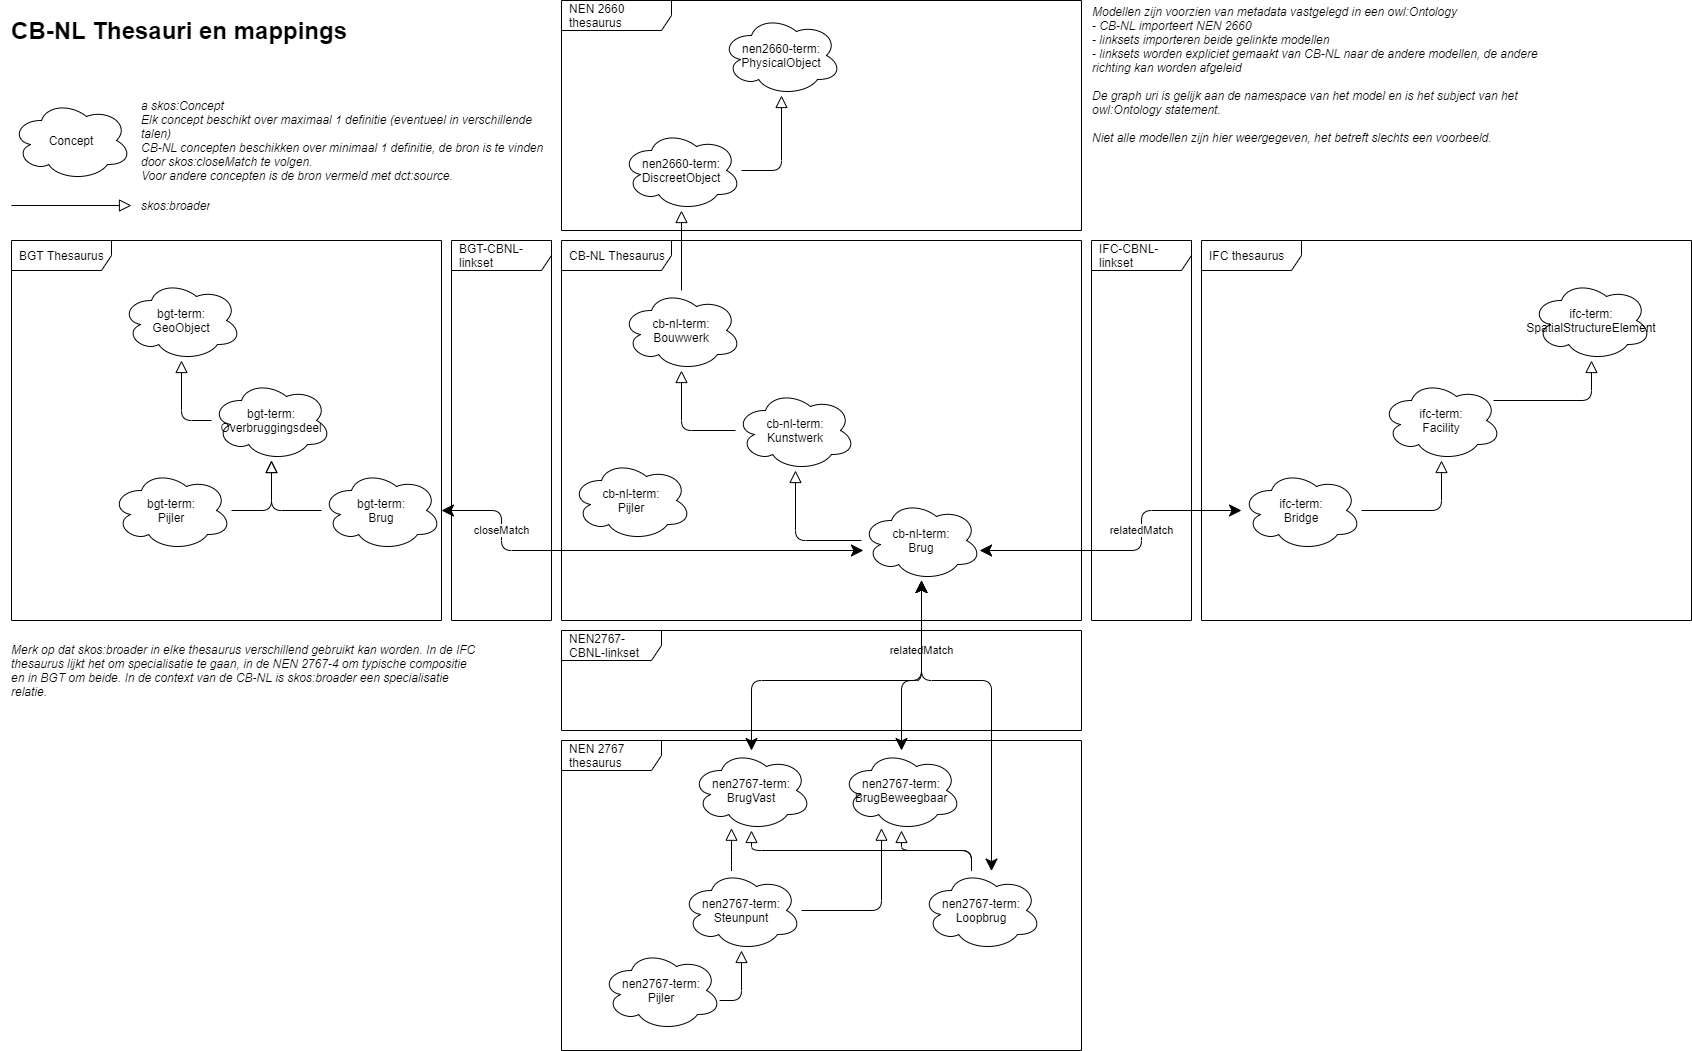 CB-NL Thesauri en mappings
Concept
a skos:Concept
Elk concept beschikt over maximaal 1 definitie (eventueel in verschillende
talen)
CB-NL concepten beschikken over minimaal 1 definitie, de bron is te vinden
door skos:closeMatch te volgen.
Voor andere concepten is de bron vermeld met dct:source.
skos:broader
NEN 2660
thesaurus
nen2660-term:
PhysicalObject
nen2660-term:
DiscreetObject
Modellen zijn voorzien van metadata vastgelegd in een owl:Ontology
- CB-NL importeert NEN 2660
- linksets importeren beide gelinkte modellen
- linksets worden expliciet gemaakt van CB-NL naar de andere modellen, de andere
richting kan worden afgeleid
De graph uri is gelijk aan de namespace van het model en is het subject van het
owl:Ontology statement.
Niet alle modellen zijn hier weergegeven, het betreft slechts een voorbeeld.
BGT Thesaurus
bgt-term:
GeoObject
bgt-term:
Overbruggingsdeel
bgt-term:
Pijler
bgt-term:
Brug
BGT-CBNL-
linkset
closeMatch
CB-NL Thesaurus
cb-nl-term:
Bouwwerk
cb-nl-term:
Kunstwerk
cb-nl-term:
Pijler
cb-nl-term:
Brug
IFC-CBNL-
linkset
relatedMatch
IFC thesaurus
ifc-term:
SpatialStructureElement
ifc-term:
Facility
ifc-term:
Bridge
Merk op dat skos:broader in elke thesaurus verschillend gebruikt kan worden. In de IFC
thesaurus lijkt het om specialisatie te gaan, in de NEN 2767-4 om typische compositie
en in BGT om beide. In de context van de CB-NL is skos:broader een specialisatie
relatie.
NEN2767-
CBNL-linkset
relatedMatch
NEN 2767
thesaurus
nen2767-term:
BrugVast
nen2767-term:
BrugBeweegbaar
nen2767-term:
Steunpunt
nen2767-term:
Loopbrug
nen2767-term:
Pijler